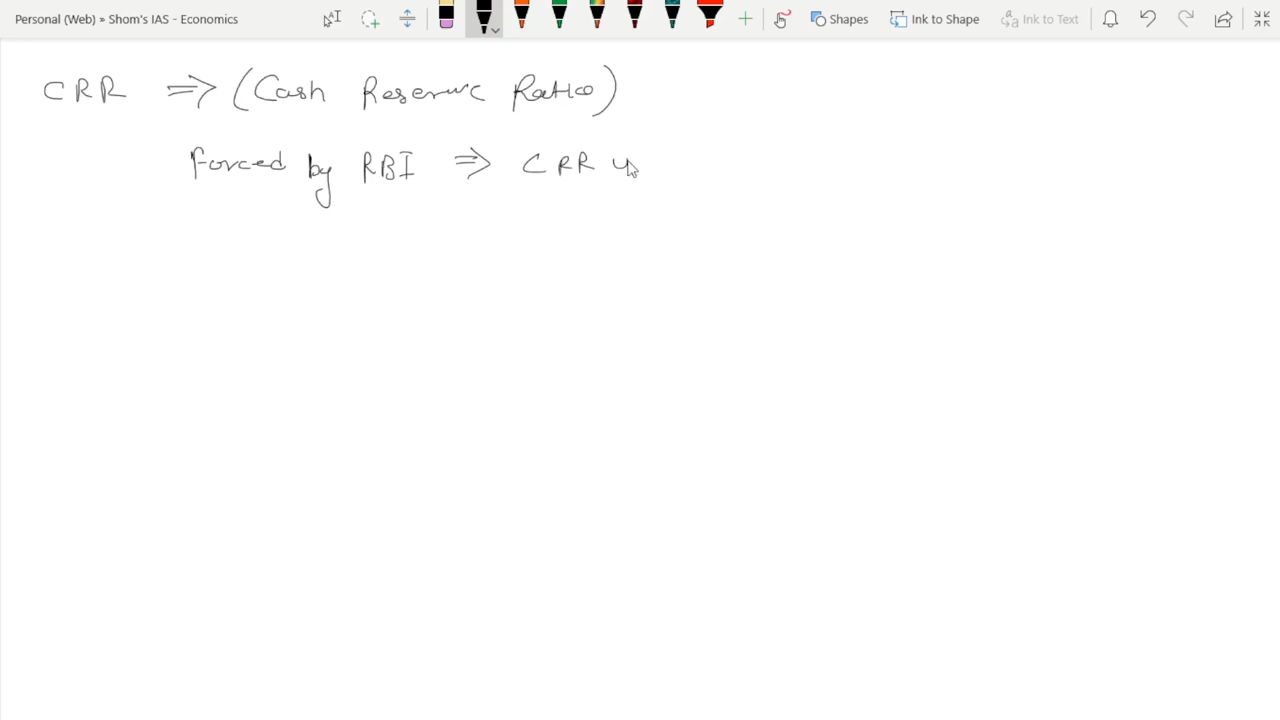 Personal (Web) » Shom's IAS - Economics Shapes Ink to Shape Ink to Text
CRR ⇒ (Cash Reserve Ratio)
Forced by RBI ⇒ CRR